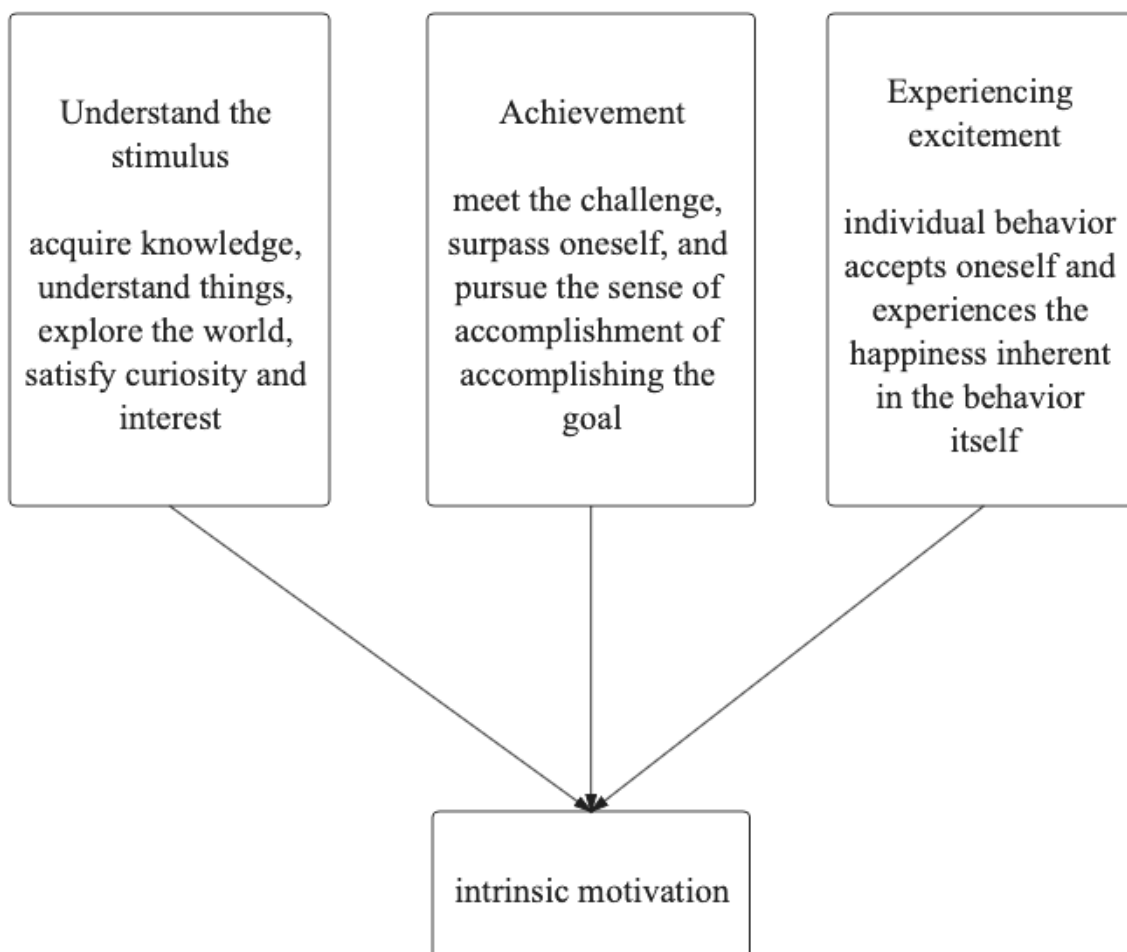 Understand the
stimulus
acquire knowledge,
understand things,
explore the world,
satisfy curiosity and
interest
Achievement
meet the challenge,
surpass oneself, and
pursue the sense of
accomplishment of
accomplishing the
goal
Experiencing
excitement
individual behavior
accepts oneself and
experiences the
happiness inherent
in the behavior
itself
intrinsic motivation